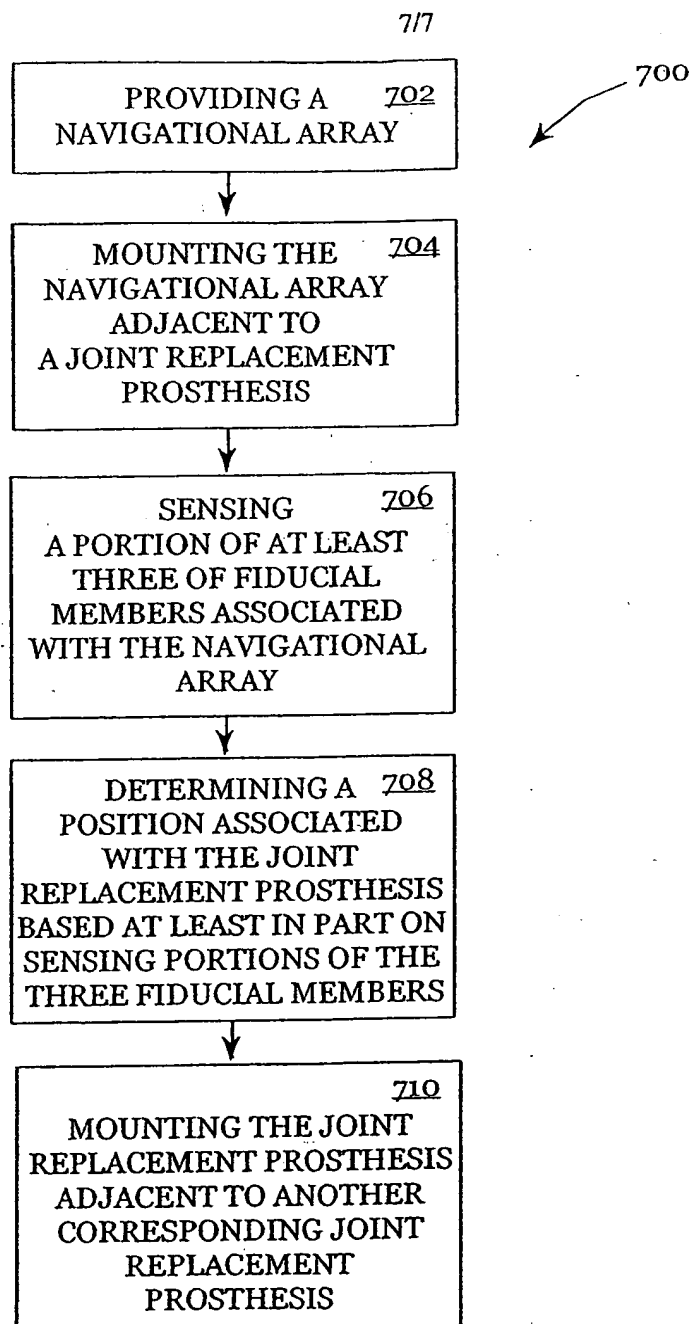 7/7
700
PROVIDING A 702
NAVIGATIONAL ARRAY
MOUNTING THE 704
NAVIGATIONAL ARRAY
ADJACENT TO
A JOINT REPLACEMENT
PROSTHESIS
SENSING 706
A PORTION OF AT LEAST
THREE OF FIDUCIAL
MEMBERS ASSOCIATED
WITH THE NAVIGATIONAL
ARRAY
DETERMINING A 708
POSITION ASSOCIATED
WITH THE JOINT
REPLACEMENT PROSTHESIS
BASED AT LEAST IN PART ON
SENSING PORTIONS OF THE
THREE FIDUCIAL MEMBERS
710
MOUNTING THE JOINT
REPLACEMENT PROSTHESIS
ADJACENT TO ANOTHER
CORRESPONDING JOINT
REPLACEMENT
PROSTHESIS